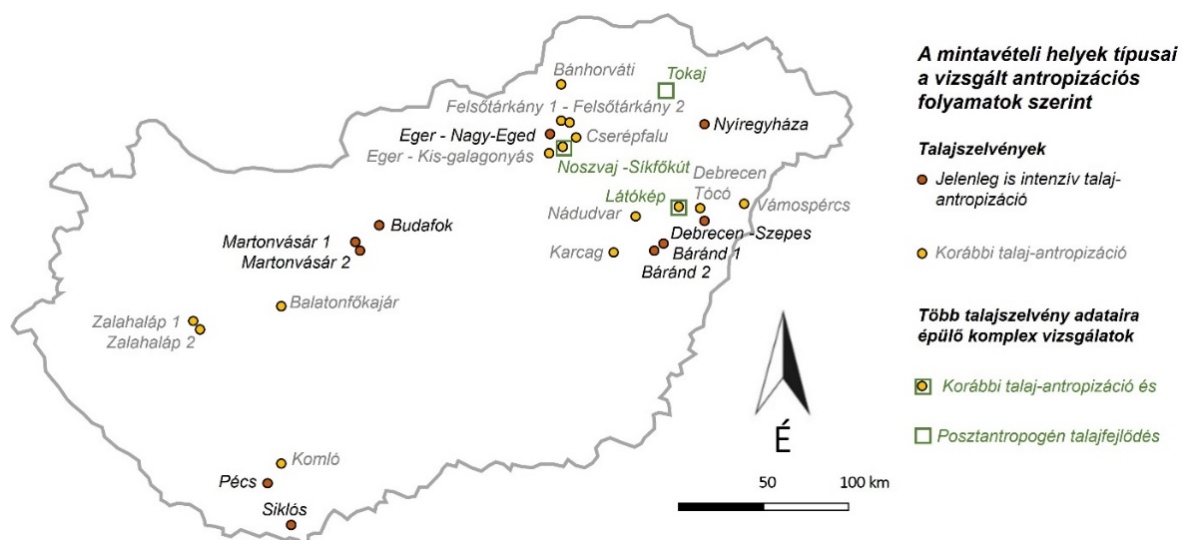 Bánhorváti
Tokaj
Felsőtárkány 1 - Felsőtárkány 2
Eger - Nagy-Eged
Cserépfalu
Nyíregyháza
Eger - Kis-galagonyás
Noszvaj -Síkfőkút
Debrecen
Tócó
Látókép
Vámospércs
Nádudvar
Debrecen -Szepes
Budafok
Martonvásár 1
Martonvásár 2
Karcag
Báránd 1
Báránd 2
Balatonfőkajár
Zalahaláp 1
Zalahaláp 2
Komló
Pécs
Siklós
É
50
100 km
A mintavételi helyek típusai
a vizsgált antropizációs
folyamatok szerint
Talajszelvények
Jelenleg is intenzív talaj-
antropizáció
Korábbi talaj-antropizáció
Több talajszelvény adataira
épülő komplex vizsgálatok
Korábbi talaj-antropizáció és
Posztantropogén talajfejlődés